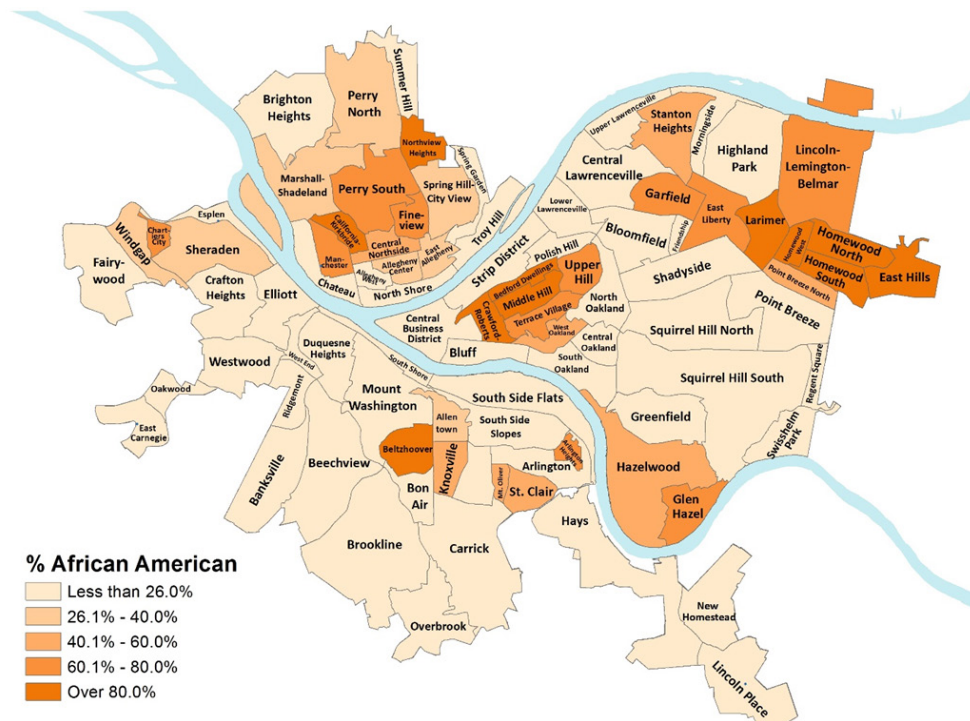 Summer Hill
Brighton
Heights
Perry
North
Northview
Heights
Spring Garden
Marshall-
Shadeland
Perry South
Spring Hill-
City View
Fine-
view
California-
Kirkbride
Man-
chester
Central
Northside
Allegheny
Center
East
Allegheny
Allegheny
West
Troy Hill
North Shore
Chateau
Upper Lawrenceville
Stanton
Heights
Morningside
Highland
Park
Lincoln-
Lemington-
Belmar
Central
Lawrenceville
Garfield
East
Liberty
Larimer
Lower
Lawrenceville
Friendship
Bloomfield
Homewood
West
Homewood
North
Homewood
South
East Hills
Point Breeze North
Point Breeze
Shadyside
Strip District
Polish Hill
Bedford Dwellings
Upper
Hill
Middle Hill
Crawford-
Roberts
Terrace Village
West
Oakland
North
Oakland
Central
Oakland
South
Oakland
Central
Business
District
Bluff
Squirrel Hill North
Squirrel Hill South
Regent Square
Swisshelm
Park
Greenfield
Hazelwood
Glen
Hazel
Esplen
Windgap
Chart-
iers
City
Sheraden
Fairy-
wood
Crafton
Heights
Elliott
Westwood
West End
Duquesne
Heights
South Shore
Oakwood
East
Carnegie
Ridgemont
Mount
Washington
South Side Flats
South Side
Slopes
Allen
town
Beltzhoover
Knoxville
Arlington
Arlington
Heights
Mt. Oliver
St. Clair
Banksville
Beechview
Bon
Air
Brookline
Carrick
Hays
Overbrook
New
Homestead
Lincoln Place
% African American
Less than 26.0%
26.1% - 40.0%
40.1% - 60.0%
60.1% - 80.0%
Over 80.0%